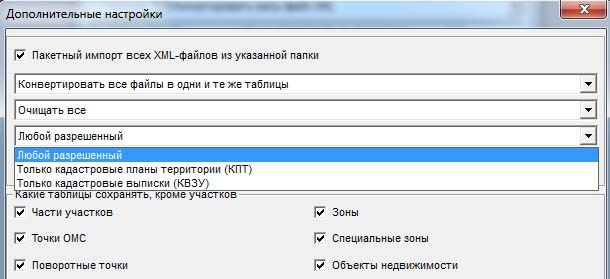 Дополнительные настройки
Пакетный импорт всех XML-файлов из указанной папки
Конвертировать все файлы в одни и те же таблицы
Очищать все
Любой разрешенный
Любой разрешенный
Только кадастровые планы территории (КПТ)
Только кадастровые выписки (КВЗУ)
Какие таблицы сохранять, кроме участков
Части участков
Зоны
Точки ОМС
Специальные зоны
Поворотные точки
Объекты недвижимости